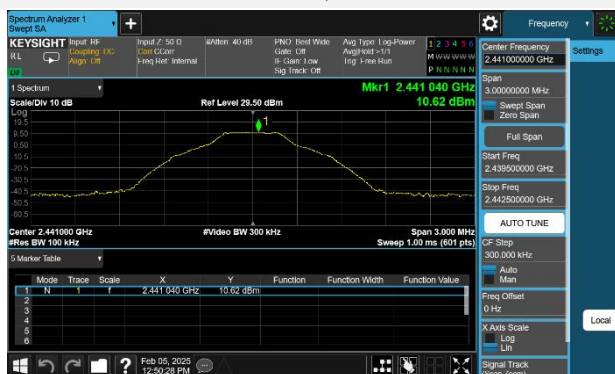 Spectrum Analyzer 1
Swept SA
Frequency
KEYSIGHT
Input: RF
Input Z: 50 Ω
#Atten: 40 dB
PNO: Best Wide
Avg Type: Log-Power
1 2 3 4 5 6
RL
Coupling: DC
Corr CCorr
Gate: Off
Avg|Hold:>1/1
M W W W W W
Align: Off
Freq Ref: Internal
IF Gain: Low
Trig: Free Run
Sig Track: Off
P N N N N N
Center Frequency
2.441000000 GHz
Settings
1 Spectrum
Mkr1 2.441 040 GHz
Scale/Div 10 dB
Ref Level 29.50 dBm
10.62 dBm
Log
19.5
9.50
0.50
-10.5
-20.5
-30.5
-40.5
-50.5
-60.5
1
Span
3.00000000 MHz
Swept Span
Zero Span
Full Span
Start Freq
2.439500000 GHz
Stop Freq
2.442500000 GHz
AUTO TUNE
CF Step
300.000 kHz
Auto
Man
Freq Offset
0 Hz
X Axis Scale
Log
Lin
Signal Track
Local
Center 2.441000 GHz
#Video BW 300 kHz
Span 3.000 MHz
#Res BW 100 kHz
Sweep 1.00 ms (601 pts)
5 Marker Table
Mode Trace Scale X Y Function Function Width Function Value
1 N 1 f 2.441 040 GHz 10.62 dBm
2
3
4
5
6
?
Feb 05, 2025
12:50:28 PM